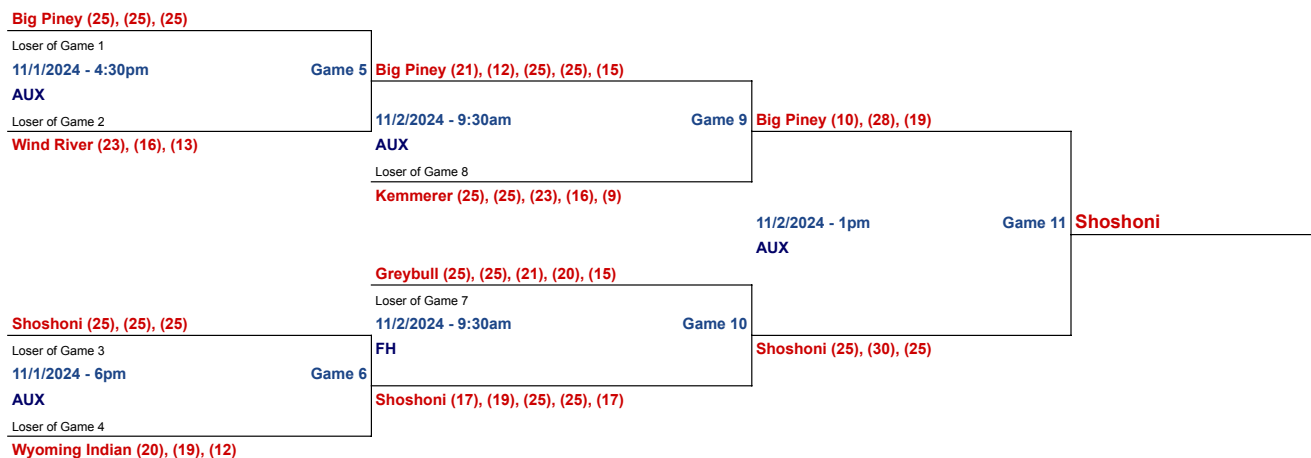 Big Piney (25), (25), (25)
Loser of Game 1
11/1/2024 - 4:30pm Game 5
AUX
Loser of Game 2
Wind River (23), (16), (13)
Big Piney (21), (12), (25), (25), (15)
11/2/2024 - 9:30am Game 9
AUX
Loser of Game 8
Kemmerer (25), (25), (23), (16), (9)
Big Piney (10), (28), (19)
11/2/2024 - 1pm Game 11
AUX
Shoshoni
Greybull (25), (25), (21), (20), (15)
Loser of Game 7
11/2/2024 - 9:30am Game 10
FH
Shoshoni (17), (19), (25), (25), (17)
Shoshoni (25), (30), (25)
Shoshoni (25), (25), (25)
Loser of Game 3
11/1/2024 - 6pm Game 6
AUX
Loser of Game 4
Wyoming Indian (20), (19), (12)